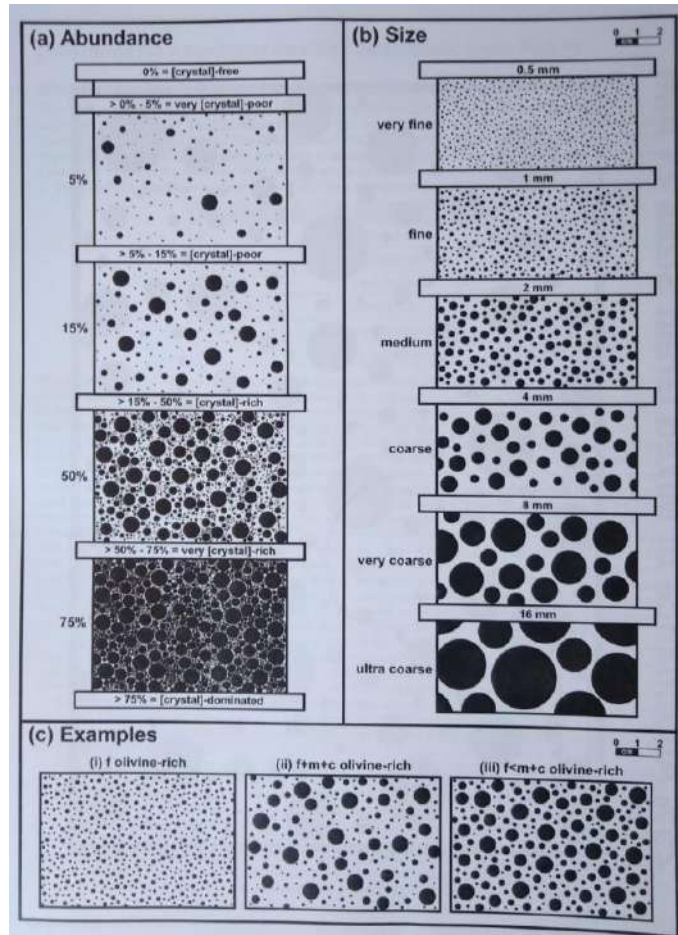 (a) Abundance
0% = [crystal]-free
> 0% - 5% = very [crystal]-poor
5%
> 5% - 15% = [crystal]-poor
15%
> 15% - 50% = [crystal]-rich
50%
> 50% - 75% = very [crystal]-rich
75%
> 75% = [crystal]-dominated
(b) Size
0 1 2
cm
0.5 mm
very fine
1 mm
fine
2 mm
medium
4 mm
coarse
8 mm
very coarse
16 mm
ultra coarse
(c) Examples
0 1 2
cm
(i) f olivine-rich
(ii) f+m+c olivine-rich
(iii) f<m+c olivine-rich